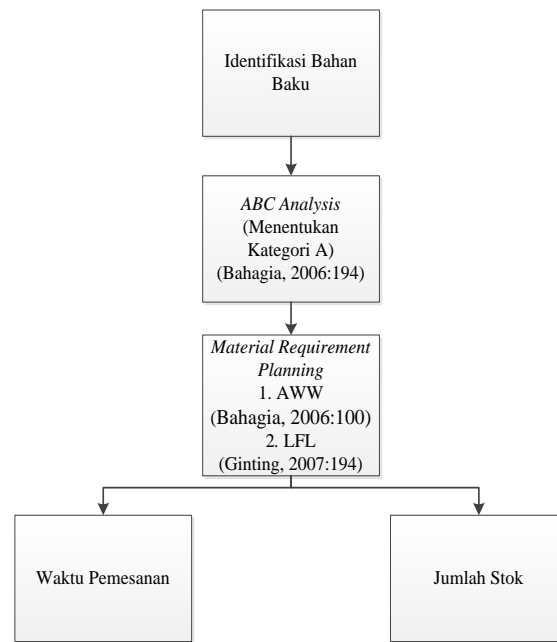 Identifikasi Bahan
Baku
ABC Analysis
(Menentukan
Kategori A)
(Bahagia, 2006:194)
Material Requirement
Planning
1. AWW
(Bahagia, 2006:100)
2. LFL
(Ginting, 2007:194)
Waktu Pemesanan
Jumlah Stok